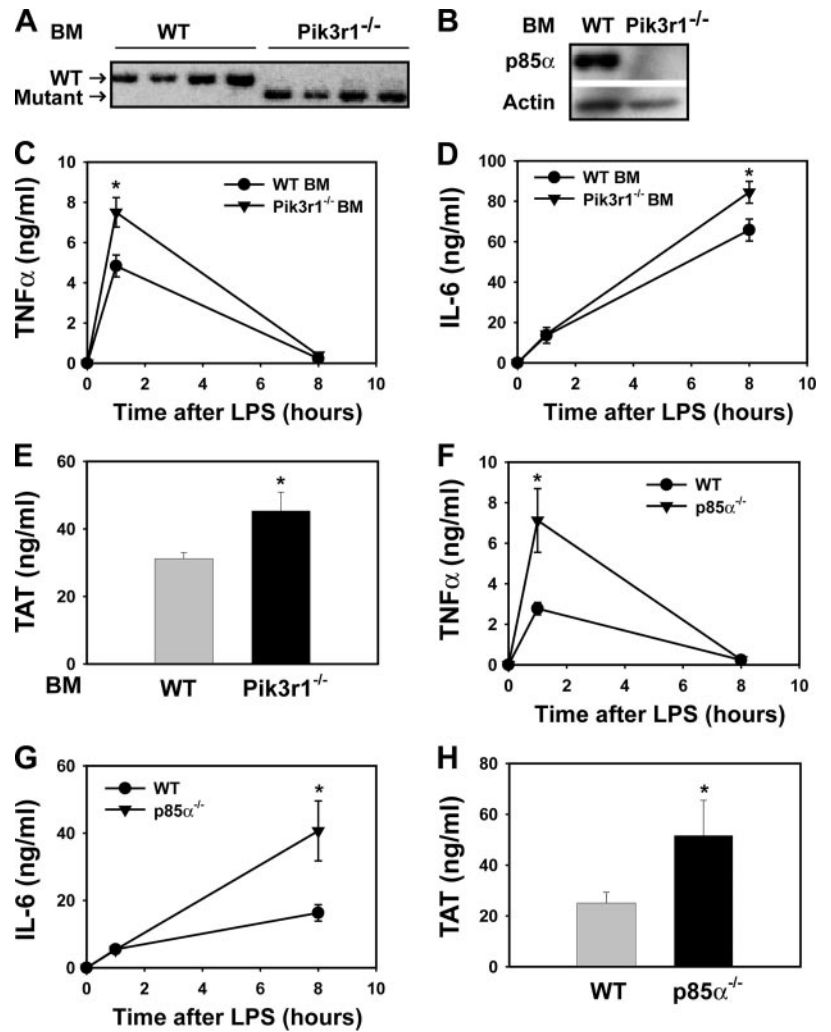 A
BM WT Pik3r1-/-
WT →
Mutant →
B
BM WT Pik3r1-/-
p85α
Actin
C
TNFα (ng/ml)
10
8
6
4
2
0
*
WT BM
Pik3r1-/- BM
0 2 4 6 8 10
Time after LPS (hours)
D
IL-6 (ng/ml)
100
80
60
40
20
0
*
WT BM
Pik3r1-/- BM
0 2 4 6 8 10
Time after LPS (hours)
E
TAT (ng/ml)
60
40
20
0
*
BM WT Pik3r1-/-
F
TNFα (ng/ml)
10
8
6
4
2
0
*
WT
p85α-/-
0 2 4 6 8 10
Time after LPS (hours)
G
IL-6 (ng/ml)
60
40
20
0
*
WT
p85α-/-
0 2 4 6 8 10
Time after LPS (hours)
H
TAT (ng/ml)
80
60
40
20
0
*
WT p85α-/-